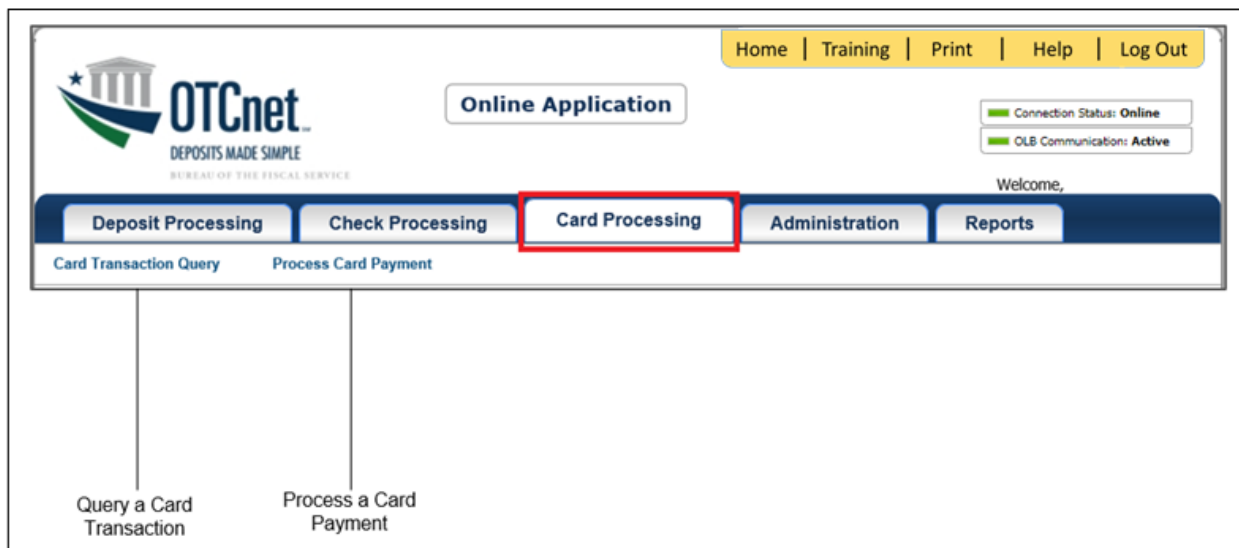 Home | Training | Print | Help | Log Out
OTCnet
DEPOSITS MADE SIMPLE
BUREAU OF THE FISCAL SERVICE
Online Application
Connection Status: Online
OLB Communication: Active
Welcome,
Deposit Processing Check Processing Card Processing Administration Reports
Card Transaction Query Process Card Payment
Query a Card
Transaction
Process a Card
Payment